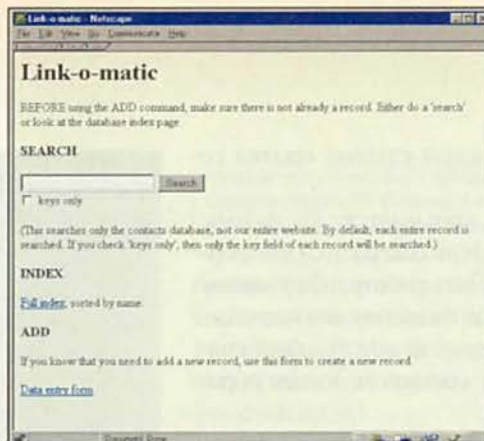 Link-o-matic - Netscape
File Edit View Go Communicator Help
Link-o-matic
BEFORE using the ADD command, make sure there is not already a record. Either do a 'search'
or look at the database index page.
SEARCH
Search
keys only
(This searches only the contacts database, not our entire website. By default, each entire record is
searched. If you check 'keys only', then only the key field of each record will be searched.)
INDEX
Full index, sorted by name.
ADD
If you know that you need to add a new record, use this form to create a new record.
Data entry form
Document: Done